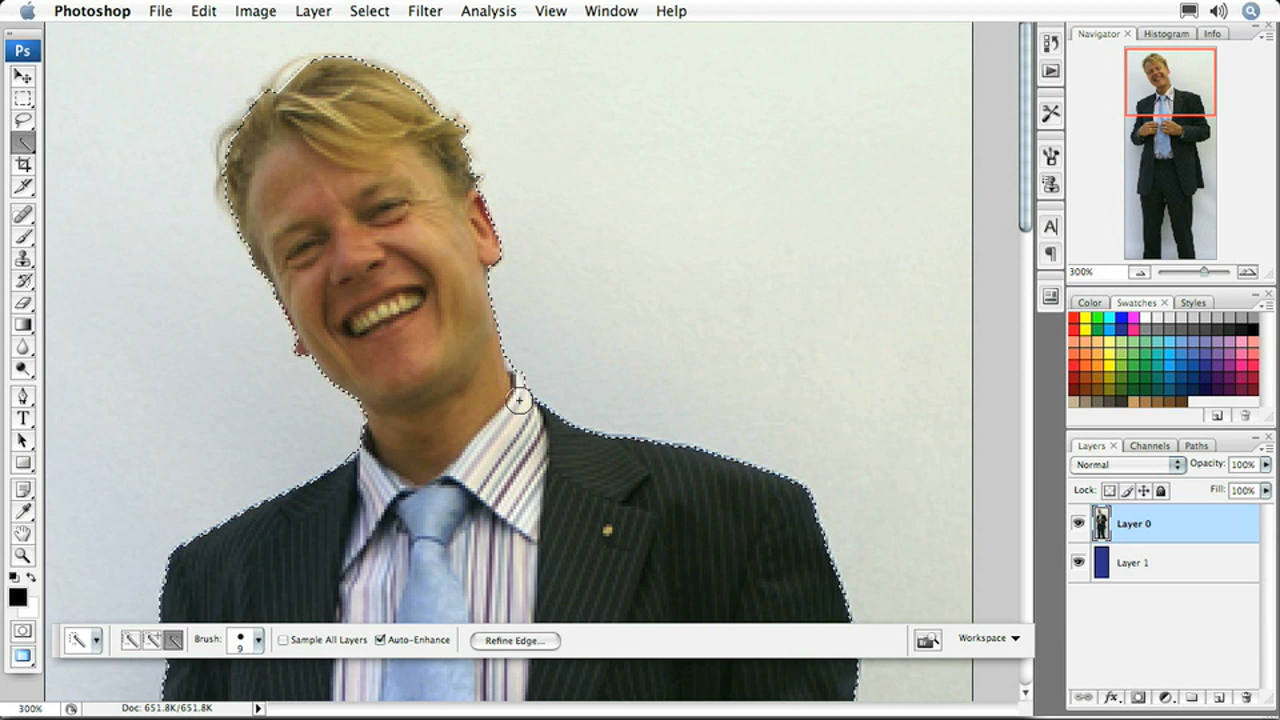 Photoshop File Edit Image Layer Select Filter Analysis View Window Help
Ps
Navigator Histogram Info
300%
Color Swatches Styles
Layers Channels Paths
Normal Opacity: 100%
Lock: Fill: 100%
Layer 0
Layer 1
Brush: 9 Sample All Layers Auto-Enhance Refine Edge... Workspace
300% Doc: 651.8K/651.8K